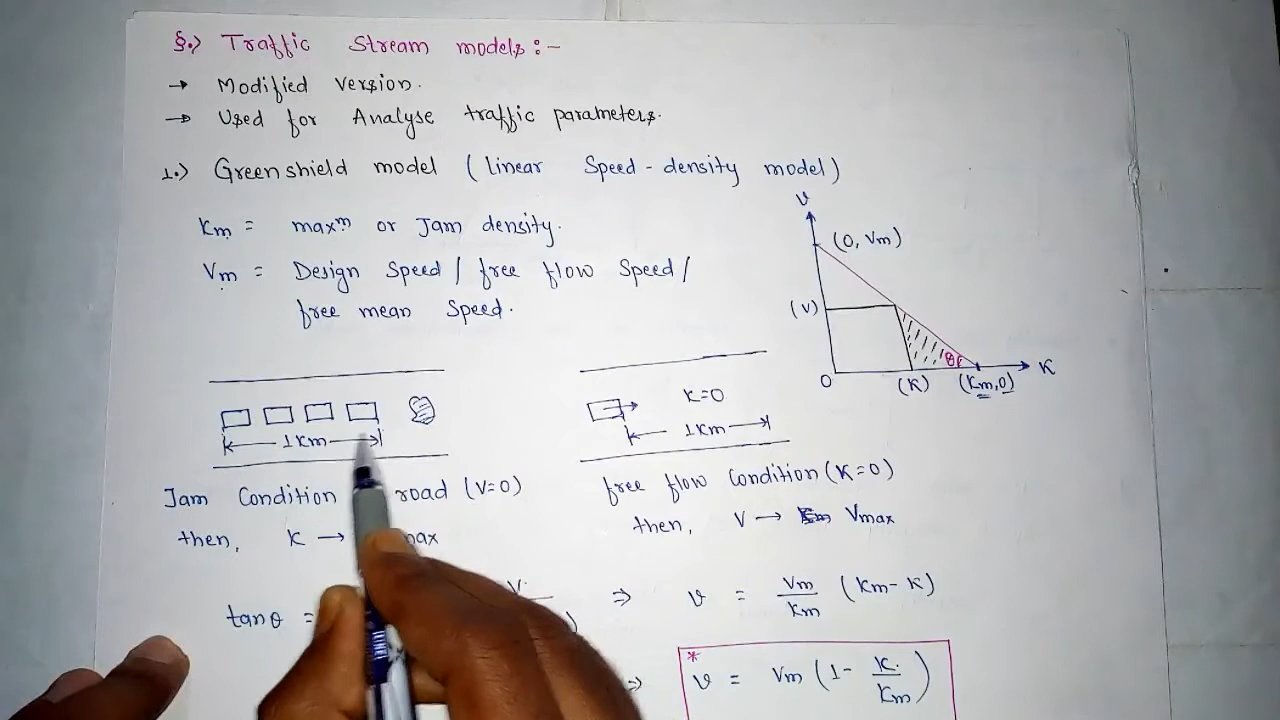 §.) Traffic Stream models :-
→ Modified version.
→ Used for Analyse traffic parameters.
1.) Greenshield model (linear Speed-density model)
Km = maxᵐ or Jam density.
Vm = Design Speed / free flow Speed /
free mean Speed.
v
(0, Vm)
(v)
θ
0
(K)
(Km,0)
K
1km
K=0
1km
Jam Condition road (V=0)
then, K → max
free flow Condition (K=0)
then, V → Vmax
tanθ =
⇒ v = Vm/Km (Km-K)
⇒ * v = Vm (1- K/Km)